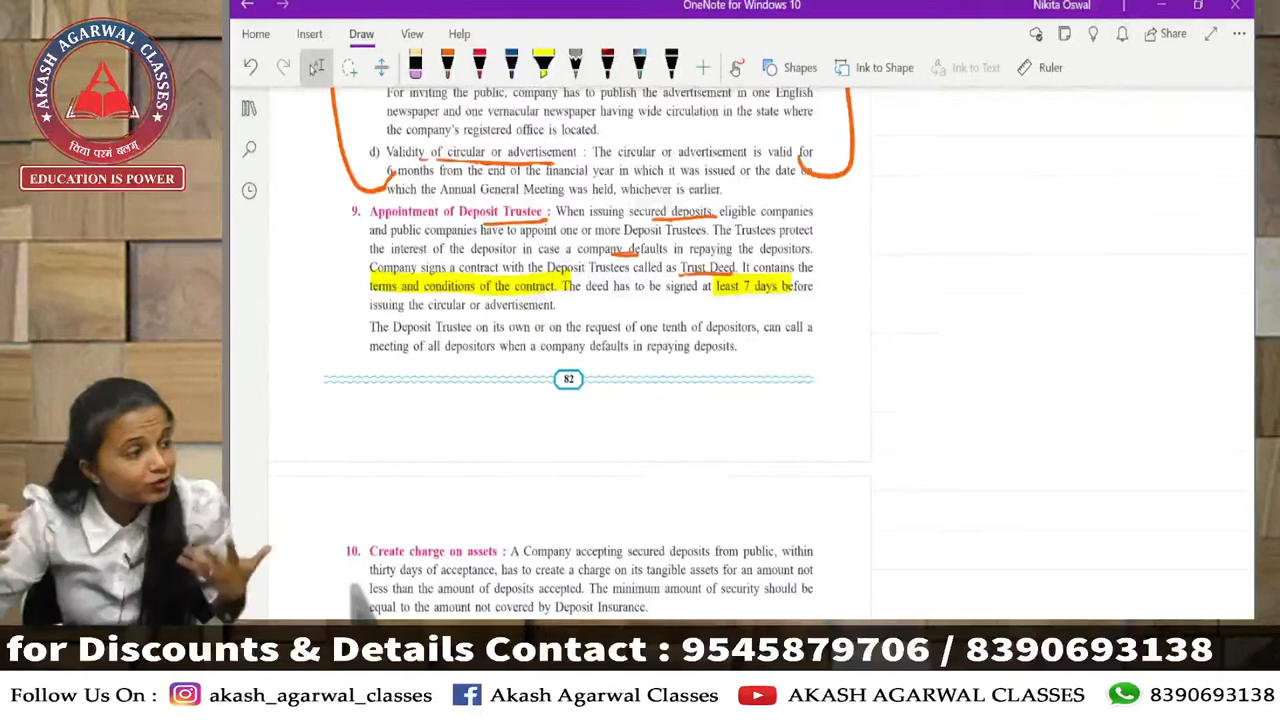 OneNote for Windows 10
Nikita Oswal
Home Insert Draw View Help
Share
Shapes
Ink to Shape
Ink to Text
Ruler
AKASH AGARWAL CLASSES
विद्या परमं बलम्
EDUCATION IS POWER
For inviting the public, company has to publish the advertisement in one English
newspaper and one vernacular newspaper having wide circulation in the state where
the company's registered office is located.
d) Validity of circular or advertisement : The circular or advertisement is valid for
6 months from the end of the financial year in which it was issued or the date
which the Annual General Meeting was held, whichever is earlier.
9. Appointment of Deposit Trustee : When issuing secured deposits, eligible companies
and public companies have to appoint one or more Deposit Trustees. The Trustees protect
the interest of the depositor in case a company defaults in repaying the depositors.
Company signs a contract with the Deposit Trustees called as Trust Deed. It contains the
terms and conditions of the contract. The deed has to be signed at least 7 days before
issuing the circular or advertisement.
The Deposit Trustee on its own or on the request of one tenth of depositors, can call a
meeting of all depositors when a company defaults in repaying deposits.
82
10. Create charge on assets : A Company accepting secured deposits from public, within
thirty days of acceptance, has to create a charge on its tangible assets for an amount not
less than the amount of deposits accepted. The minimum amount of security should be
equal to the amount not covered by Deposit Insurance.
for Discounts & Details Contact : 9545879706 / 8390693138
Follow Us On : akash_agarwal_classes Akash Agarwal Classes AKASH AGARWAL CLASSES 8390693138